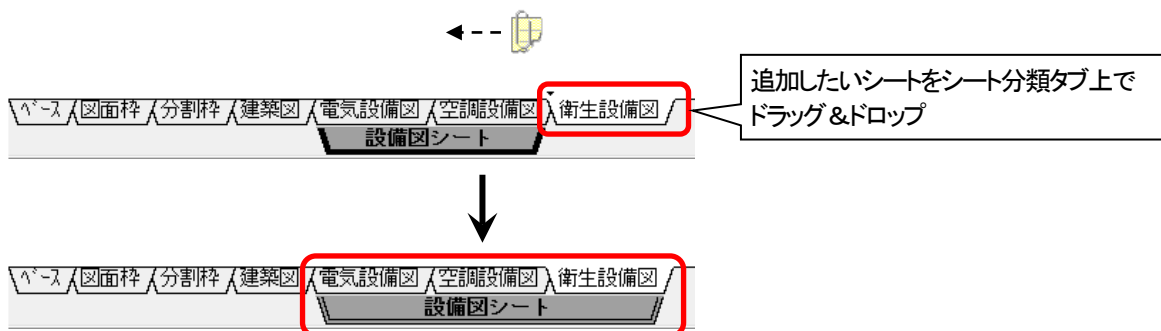 追加したいシートをシート分類タブ上で
ドラッグ&ドロップ
ベース 図面枠 分割枠 建築図 電気設備図 空調設備図 衛生設備図
設備図シート
ベース 図面枠 分割枠 建築図 電気設備図 空調設備図 衛生設備図
設備図シート